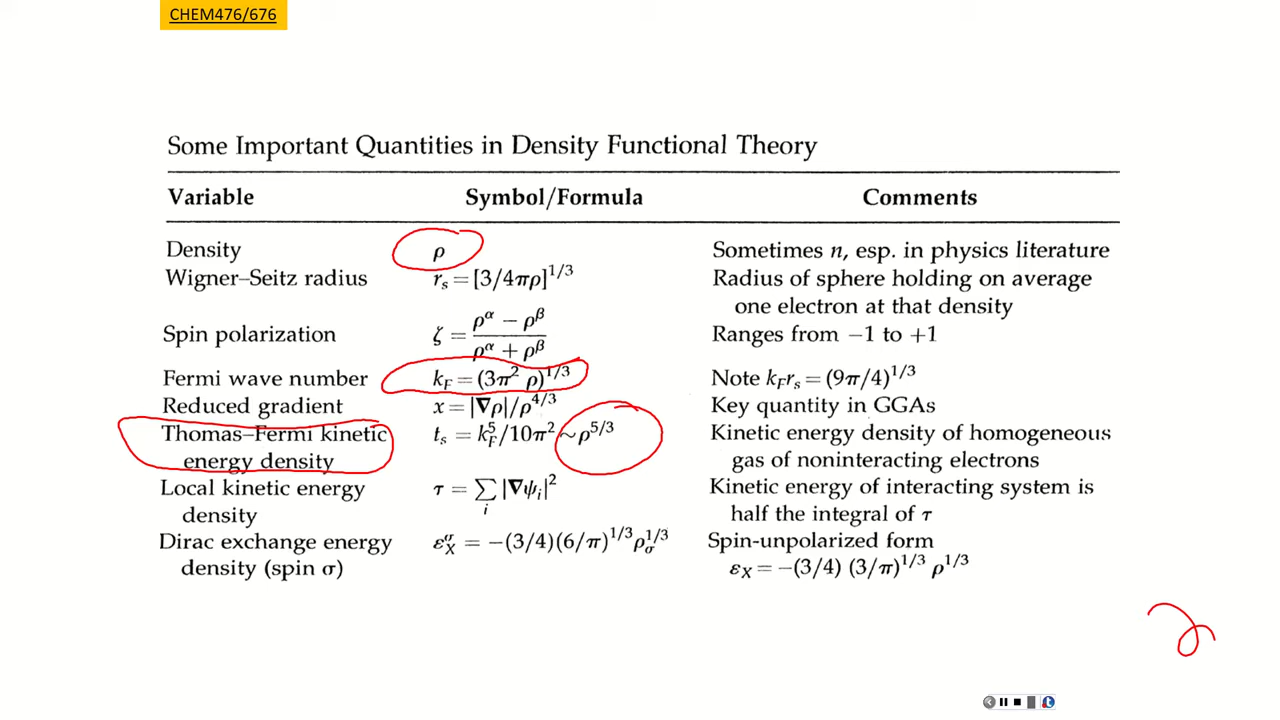 CHEM476/676
Some Important Quantities in Density Functional Theory
Variable Symbol/Formula Comments
Density ρ Sometimes n, esp. in physics literature
Wigner–Seitz radius rₛ = [3/4πρ]^1/3 Radius of sphere holding on average
one electron at that density
Spin polarization ζ = (ρ^α − ρ^β)/(ρ^α + ρ^β) Ranges from −1 to +1
Fermi wave number k_F = (3π² ρ)^1/3 Note k_F rₛ = (9π/4)^1/3
Reduced gradient x = |∇ρ|/ρ^4/3 Key quantity in GGAs
Thomas–Fermi kinetic tₛ = k_F^5/10π² ~ρ^5/3 Kinetic energy density of homogeneous
energy density gas of noninteracting electrons
Local kinetic energy τ = ∑_i |∇ψ_i|² Kinetic energy of interacting system is
density half the integral of τ
Dirac exchange energy ε_X^σ = −(3/4)(6/π)^1/3 ρ_σ^1/3 Spin-unpolarized form
density (spin σ) ε_X = −(3/4) (3/π)^1/3 ρ^1/3